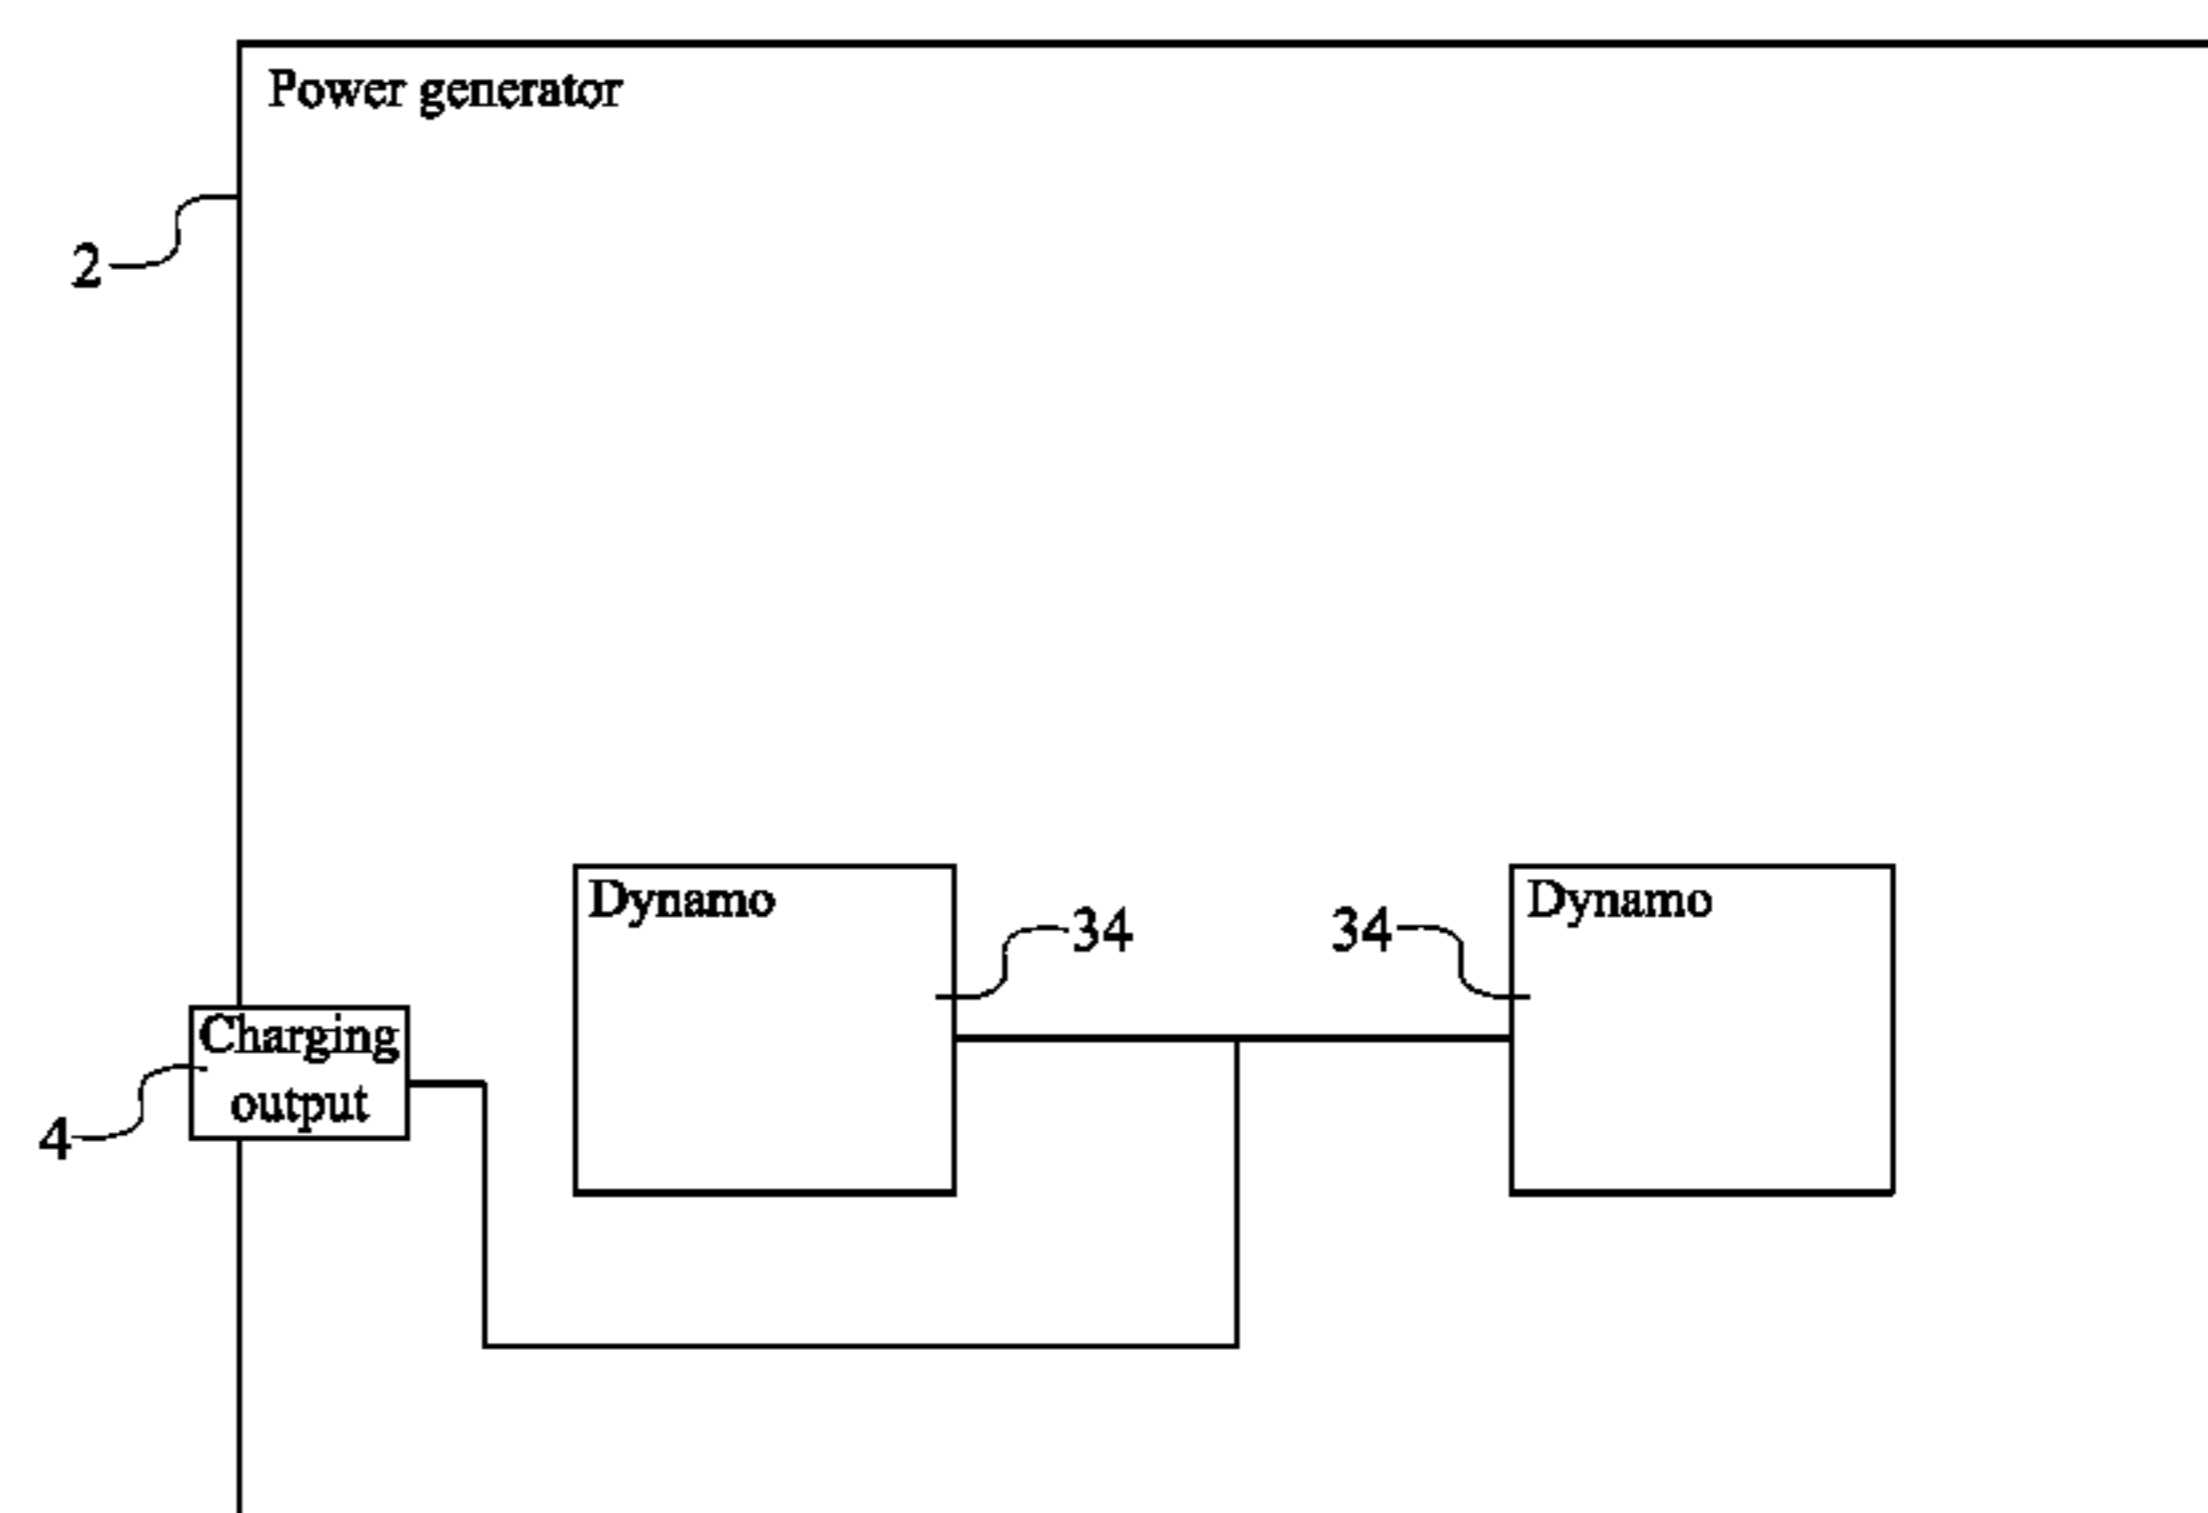 Power generator
2
Dynamo
34
34
Dynamo
Charging
output
4